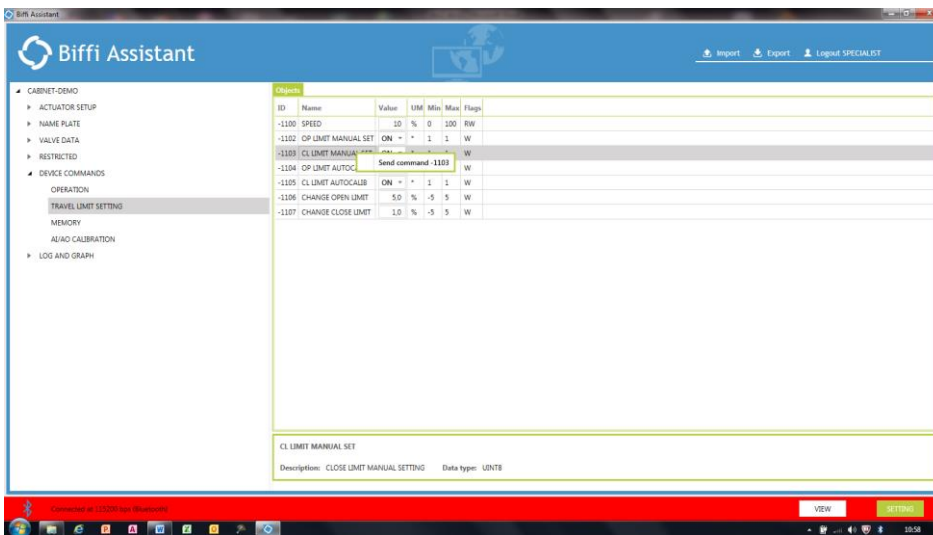 Biffi Assistant
Biffi Assistant
Import Export Logout SPECIALIST
CABINET-DEMO
ACTUATOR SETUP
NAME PLATE
VALVE DATA
RESTRICTED
DEVICE COMMANDS
OPERATION
TRAVEL LIMIT SETTING
MEMORY
AI/AO CALIBRATION
LOG AND GRAPH
Objects
ID Name Value UM Min Max Flags
-1100 SPEED 10 % 0 100 RW
-1102 OP LIMIT MANUAL SET ON * 1 1 W
-1103 CL LIMIT MANUAL W
Send command -1103
-1104 OP LIMIT W
-1105 CL LIMIT AUTOCALIB ON * 1 1 W
-1106 CHANGE OPEN LIMIT 5,0 % -5 5 W
-1107 CHANGE CLOSE LIMIT 1,0 % -5 5 W
CL LIMIT MANUAL SET
Description: CLOSE LIMIT MANUAL SETTING Data type: UINT8
Connected at 115200 bps (Bluetooth)
VIEW SETTING
10:58